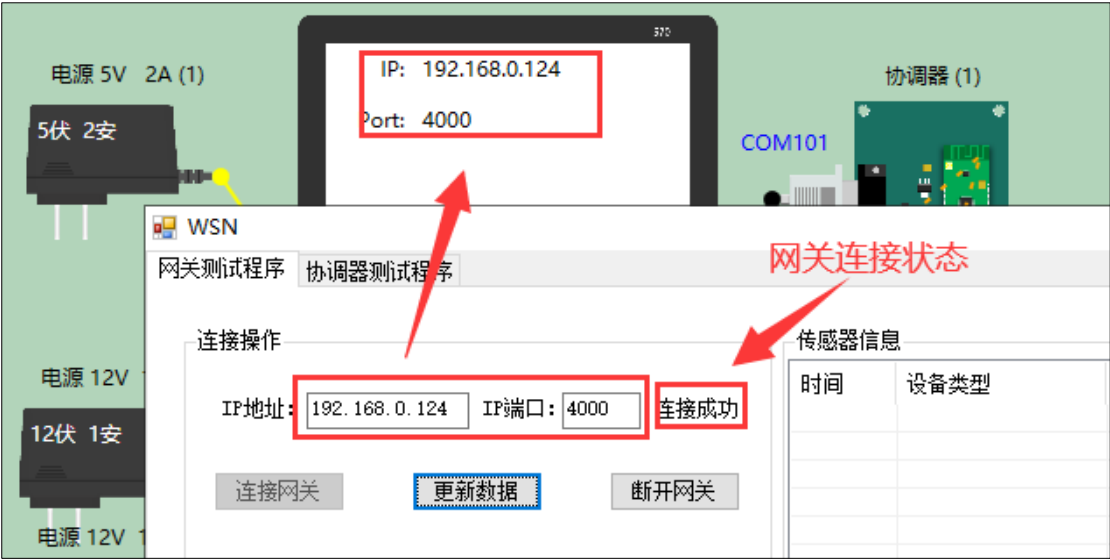 570
IP: 192.168.0.124
Port: 4000
电源 5V 2A (1)
5伏 2安
协调器 (1)
COM101
WSN
网关测试程序
协调器测试程序
网关连接状态
连接操作
IP地址: 192.168.0.124 IP端口: 4000 连接成功
连接网关 更新数据 断开网关
传感器信息
时间 设备类型
电源 12V 1
12伏 1安
电源 12V 1